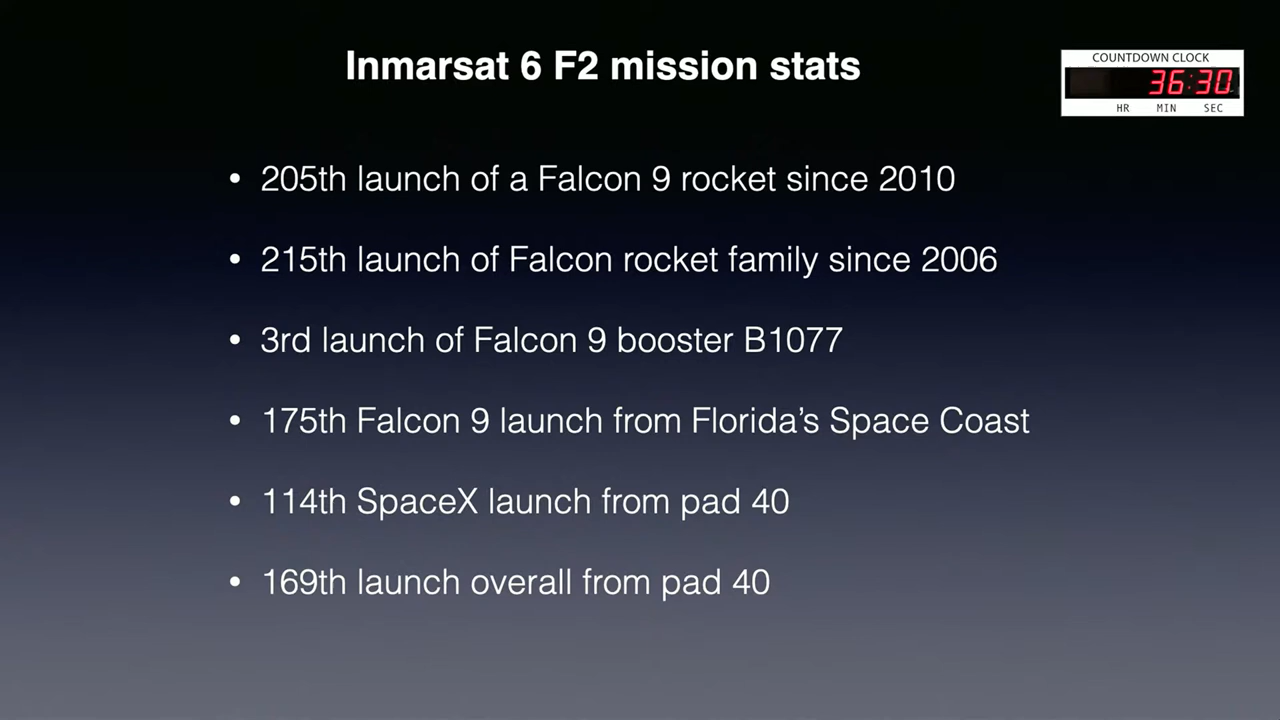 Inmarsat 6 F2 mission stats
COUNTDOWN CLOCK
36:30
HR MIN SEC
• 205th launch of a Falcon 9 rocket since 2010
• 215th launch of Falcon rocket family since 2006
• 3rd launch of Falcon 9 booster B1077
• 175th Falcon 9 launch from Florida’s Space Coast
• 114th SpaceX launch from pad 40
• 169th launch overall from pad 40